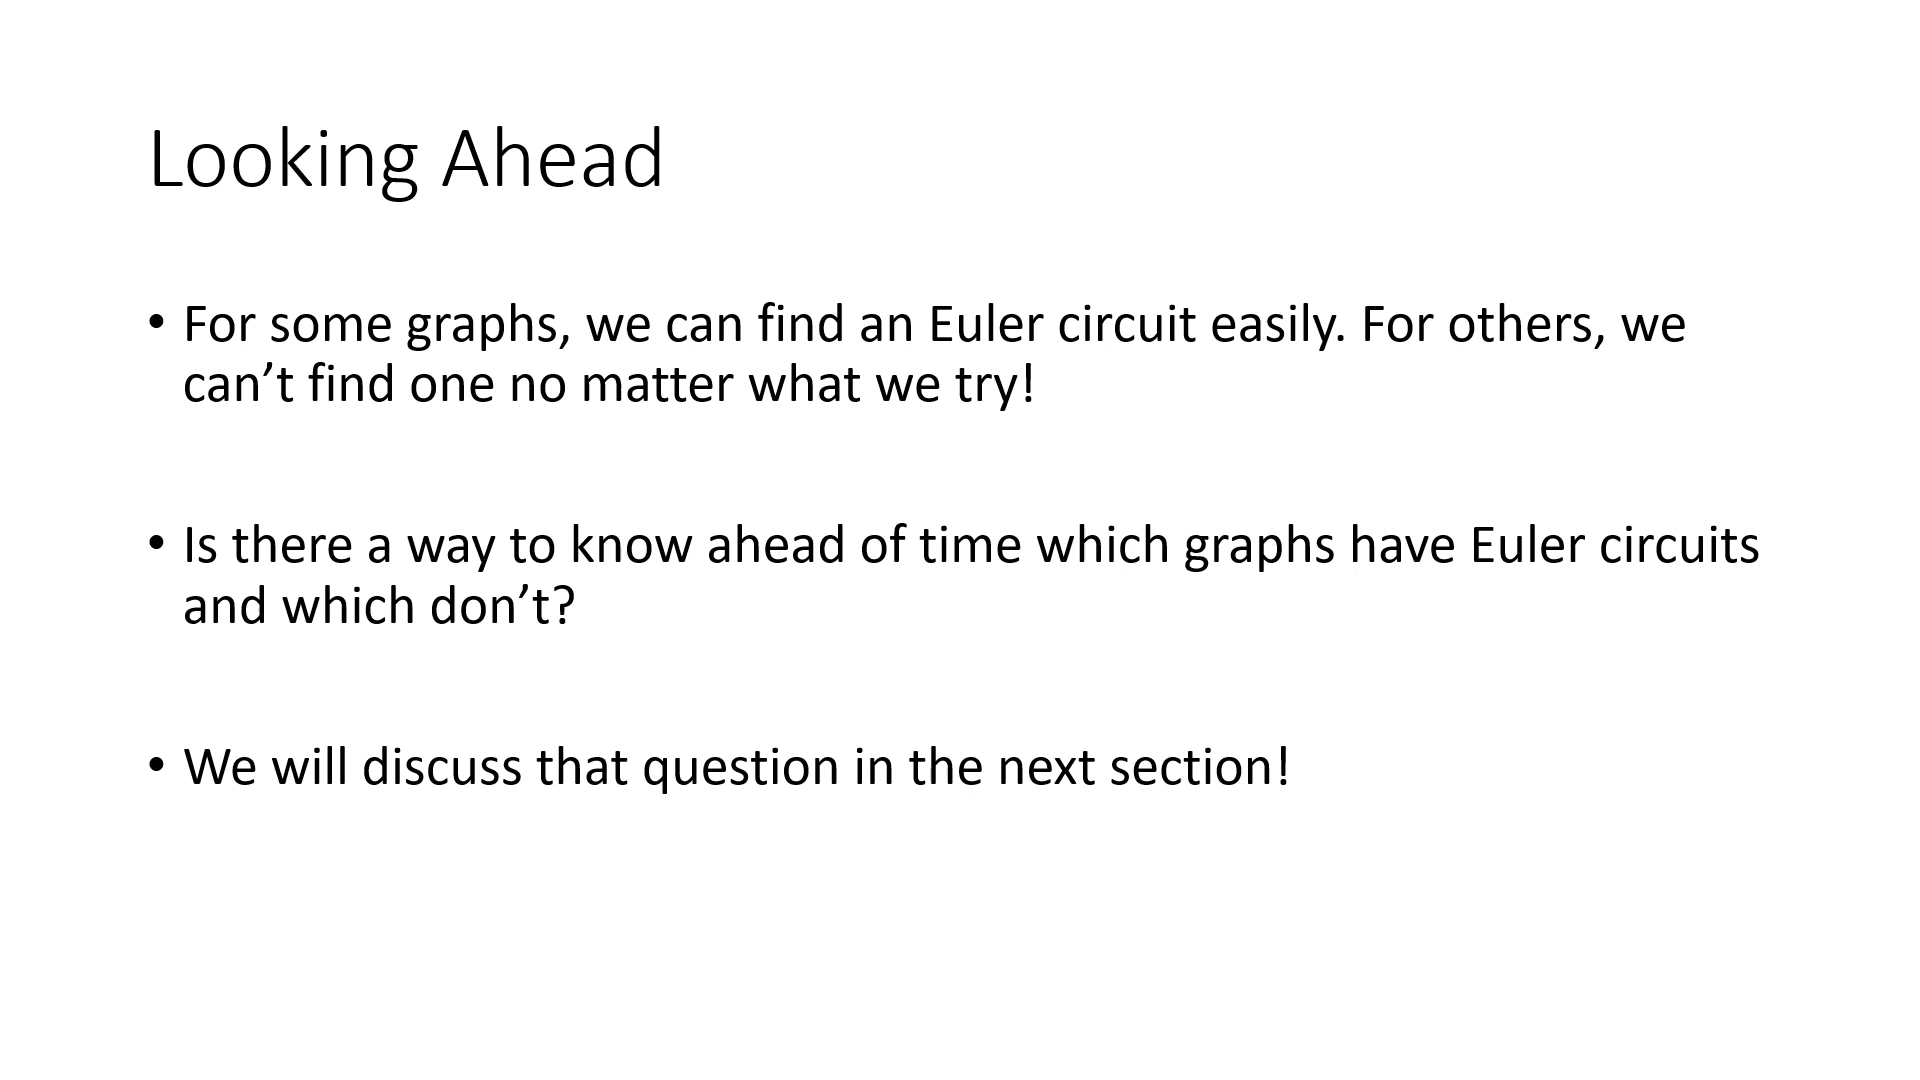 Looking Ahead
• For some graphs, we can find an Euler circuit easily. For others, we
can’t find one no matter what we try!
• Is there a way to know ahead of time which graphs have Euler circuits
and which don’t?
• We will discuss that question in the next section!